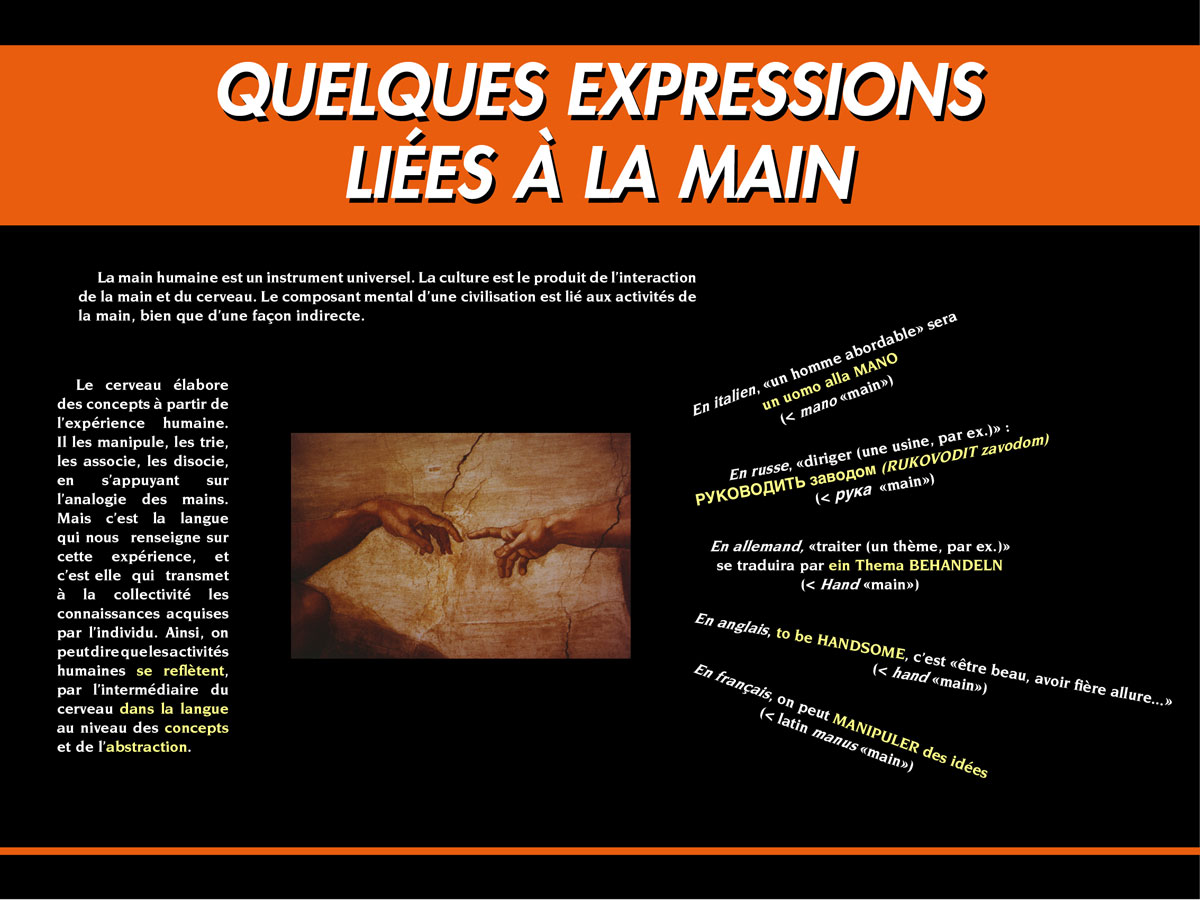 QUELQUES EXPRESSIONS
LIÉES À LA MAIN
La main humaine est un instrument universel. La culture est le produit de l'interaction
de la main et du cerveau. Le composant mental d'une civilisation est lié aux activités de
la main, bien que d'une façon indirecte.
Le cerveau élabore
des concepts à partir de
l'expérience humaine.
Il les manipule, les trie,
les associe, les disocie,
en s'appuyant sur
l'analogie des mains.
Mais c'est la langue
qui nous renseigne sur
cette expérience, et
c'est elle qui transmet
à la collectivité les
connaissances acquises
par l'individu. Ainsi, on
peut dire que les activités
humaines se reflètent,
par l'intermédiaire du
cerveau dans la langue
au niveau des concepts
et de l'abstraction.
En italien, «un homme abordable» sera
un uomo alla MANO
(< mano «main»)
En russe, «diriger (une usine, par ex.)» :
РУКОВОДИТЬ заводом (RUKOVODIT zavodom)
(< рука «main»)
En allemand, «traiter (un thème, par ex.)»
se traduira par ein Thema BEHANDELN
(< Hand «main»)
En anglais, to be HANDSOME, c'est «être beau, avoir fière allure...»
(< hand «main»)
En français, on peut MANIPULER des idées
(< latin manus «main»)